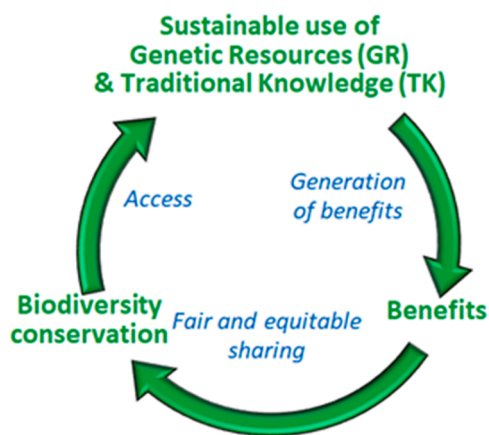 Sustainable use of
Genetic Resources (GR)
& Traditional Knowledge (TK)
Access
Generation
of benefits
Biodiversity
conservation
Fair and equitable
sharing
Benefits